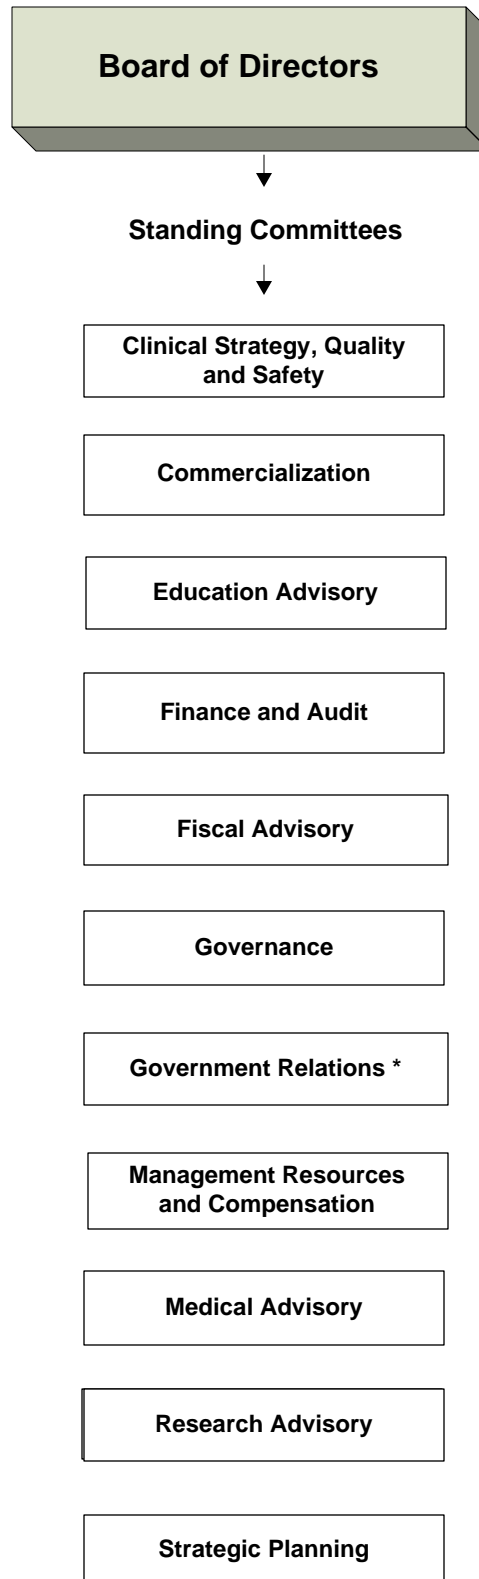 Board of Directors
Standing Committees
Clinical Strategy, Quality
and Safety
Commercialization
Education Advisory
Finance and Audit
Fiscal Advisory
Governance
Government Relations *
Management Resources
and Compensation
Medical Advisory
Research Advisory
Strategic Planning